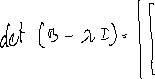 det (B - λI) = [[